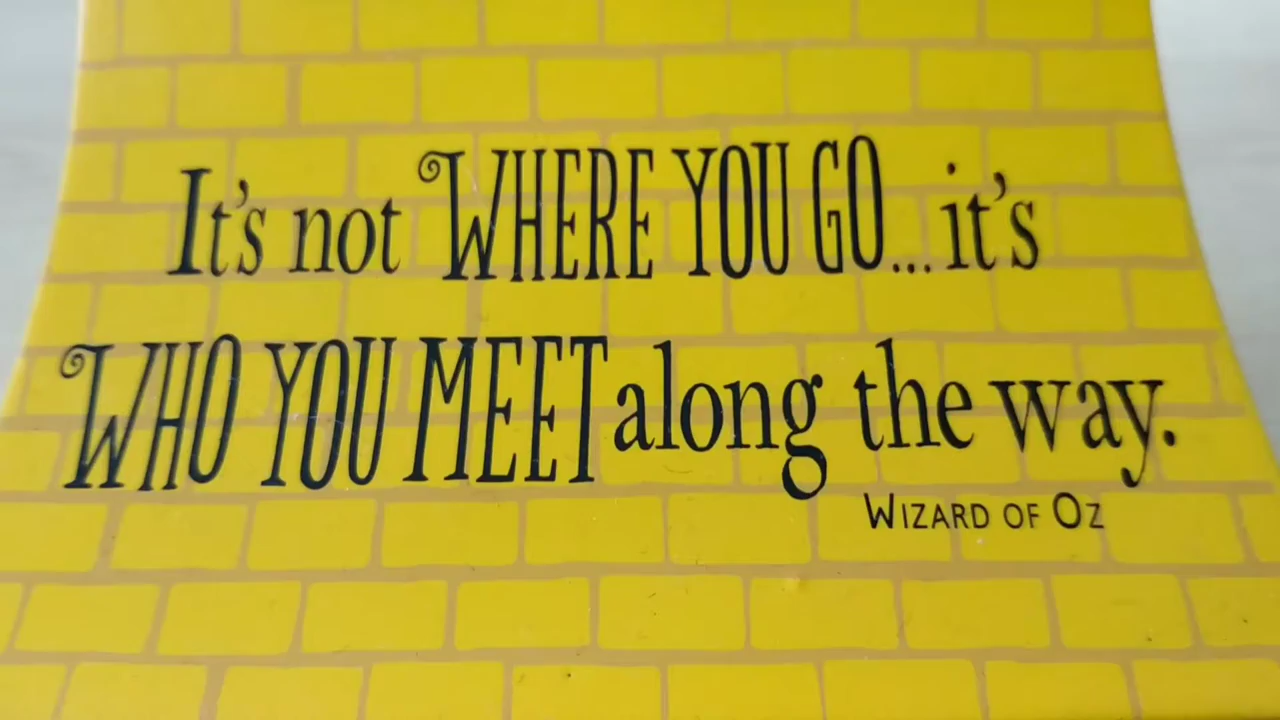 It's not WHERE YOU GO...it's
WHO YOU MEET along the way.
WIZARD OF OZ